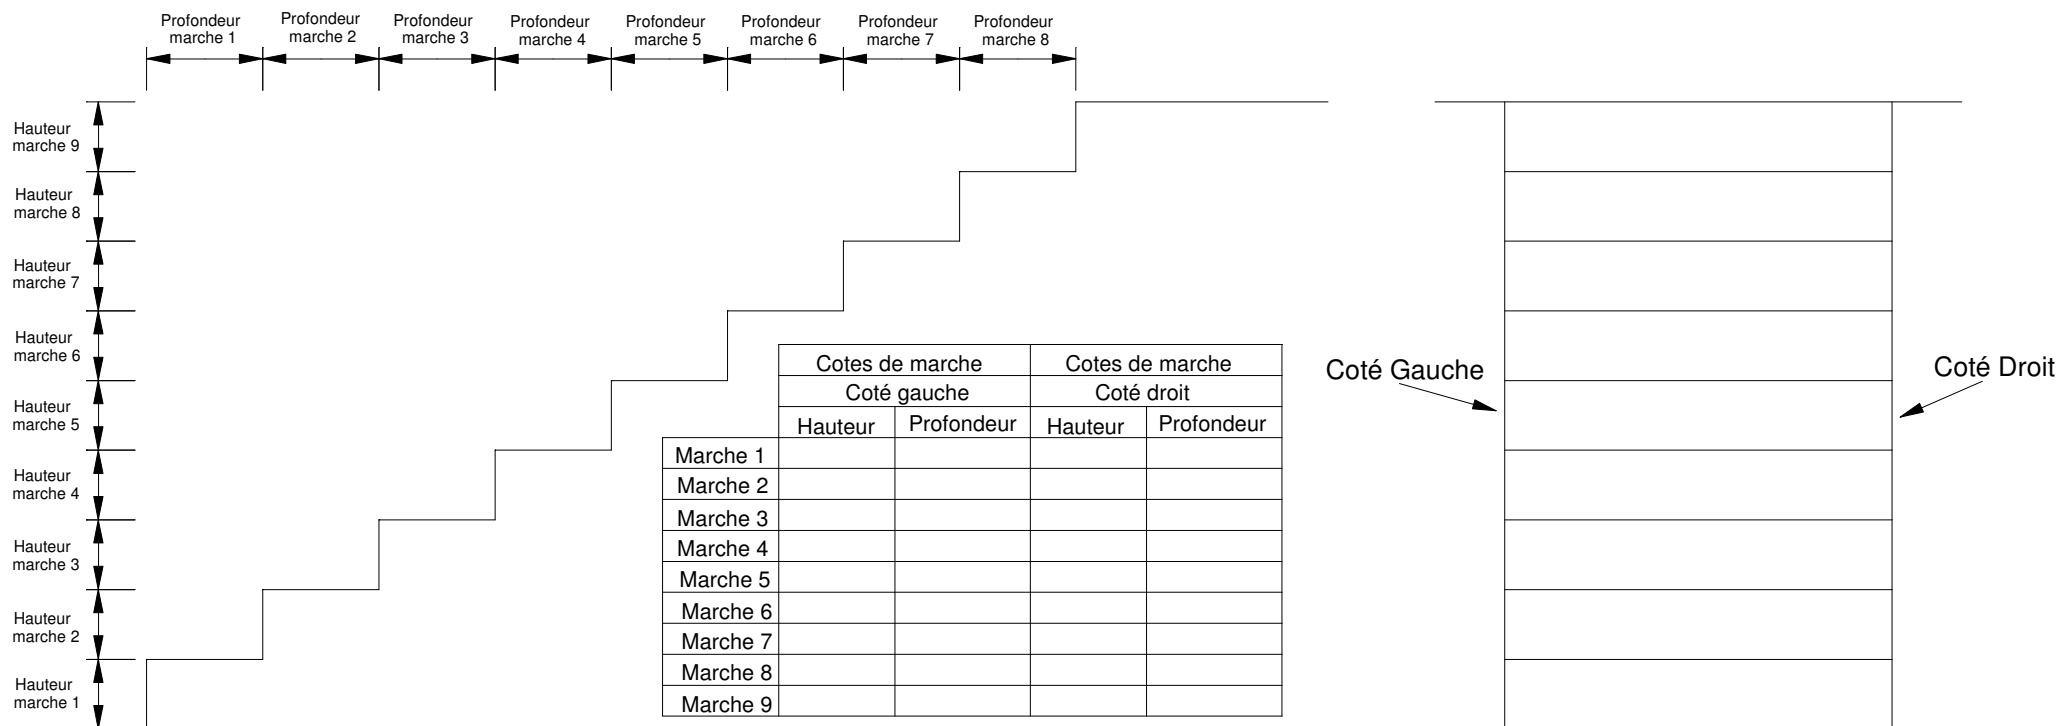 Profondeur
marche 1
Profondeur
marche 2
Profondeur
marche 3
Profondeur
marche 4
Profondeur
marche 5
Profondeur
marche 6
Profondeur
marche 7
Profondeur
marche 8
Hauteur
marche 9
Hauteur
marche 8
Hauteur
marche 7
Hauteur
marche 6
Hauteur
marche 5
Hauteur
marche 4
Hauteur
marche 3
Hauteur
marche 2
Hauteur
marche 1
Cotes de marche Cotes de marche
Coté gauche Coté droit
Hauteur Profondeur Hauteur Profondeur
Marche 1
Marche 2
Marche 3
Marche 4
Marche 5
Marche 6
Marche 7
Marche 8
Marche 9
Coté Gauche
Coté Droit